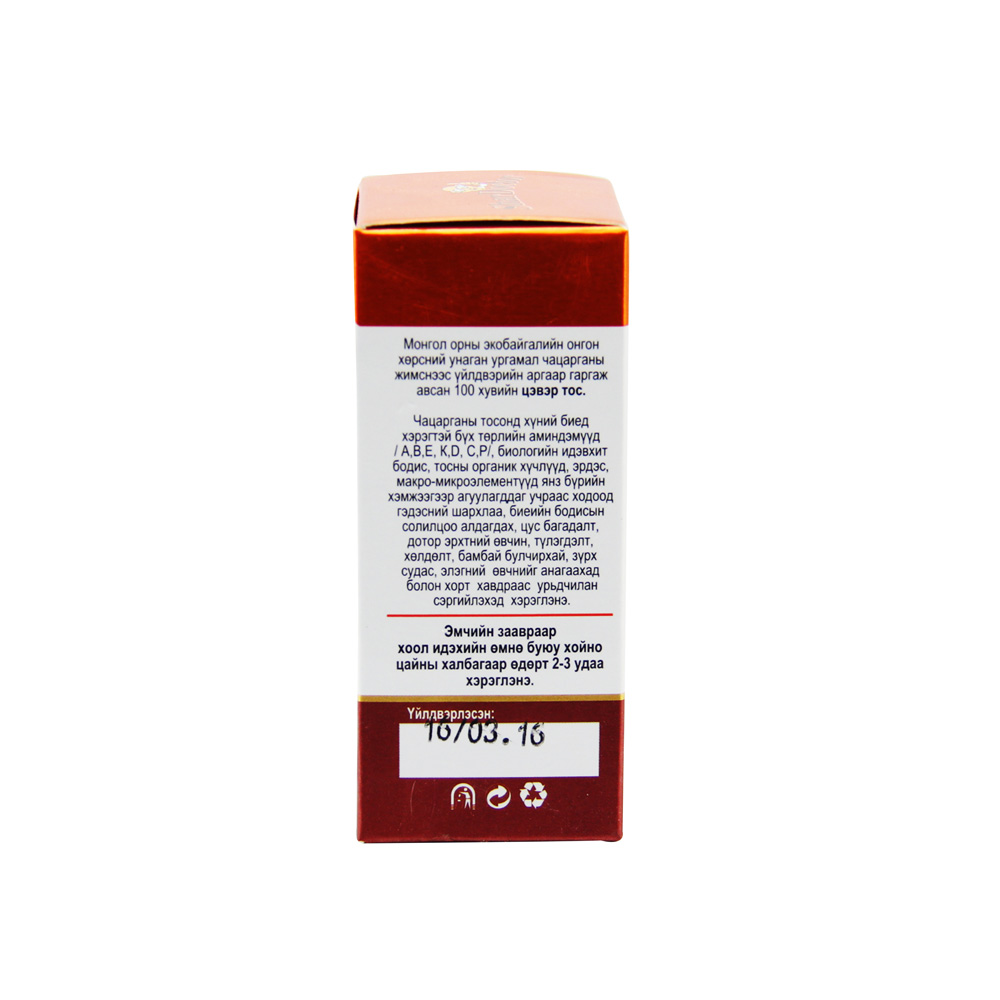 Монгол орны экобайгалийн онгон
хөрсний унаган ургамал чацарганы
жимснээс үйлдвэрийн аргаар гаргаж
авсан 100 хувийн цэвэр тос.
Чацарганы тосонд хүний биед
хэрэгтэй бүх төрлийн аминдэмүүд
/ A,B,E, K,D, C,P/, биологийн идэвхит
бодис, тосны органик хүчлүүд, эрдэс,
макро-микроэлементүүд янз бүрийн
хэмжээгээр агуулагддаг учраас ходоод
гэдэсний шархлаа, биеийн бодисын
солилцоо алдагдах, цус багадалт,
дотор эрхтний өвчин, түлэгдэлт,
хөлдөлт, бамбай булчирхай, зүрх
судас, элэгний өвчнийг анагаахад
болон хорт хавдраас урьдчилан
сэргийлэхэд хэрэглэнэ.
Эмчийн заавраар
хоол идэхийн өмнө буюу хойно
цайны халбагаар өдөрт 2-3 удаа
хэрэглэнэ.
Үйлдвэрлэсэн:
16/03.16